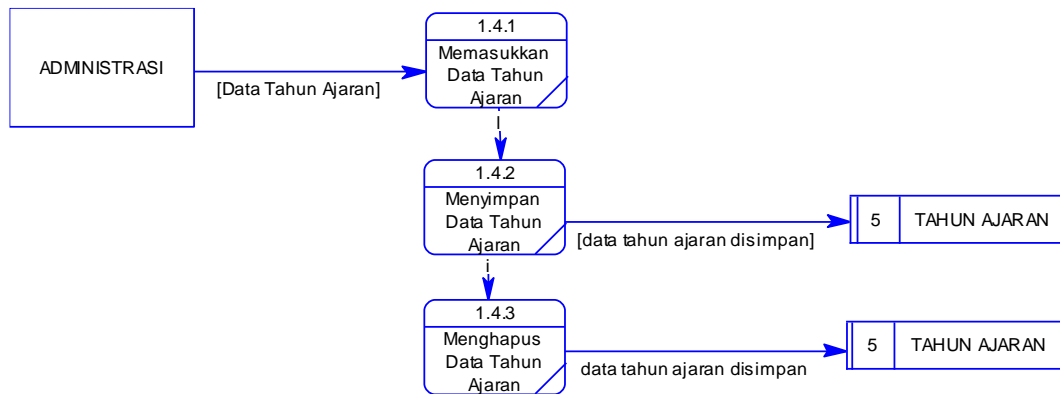 ADMINISTRASI
[Data Tahun Ajaran]
1.4.1
Memasukkan
Data Tahun
Ajaran
1.4.2
Menyimpan
Data Tahun
Ajaran
[data tahun ajaran disimpan]
5 TAHUN AJARAN
1.4.3
Menghapus
Data Tahun
Ajaran
data tahun ajaran disimpan
5 TAHUN AJARAN